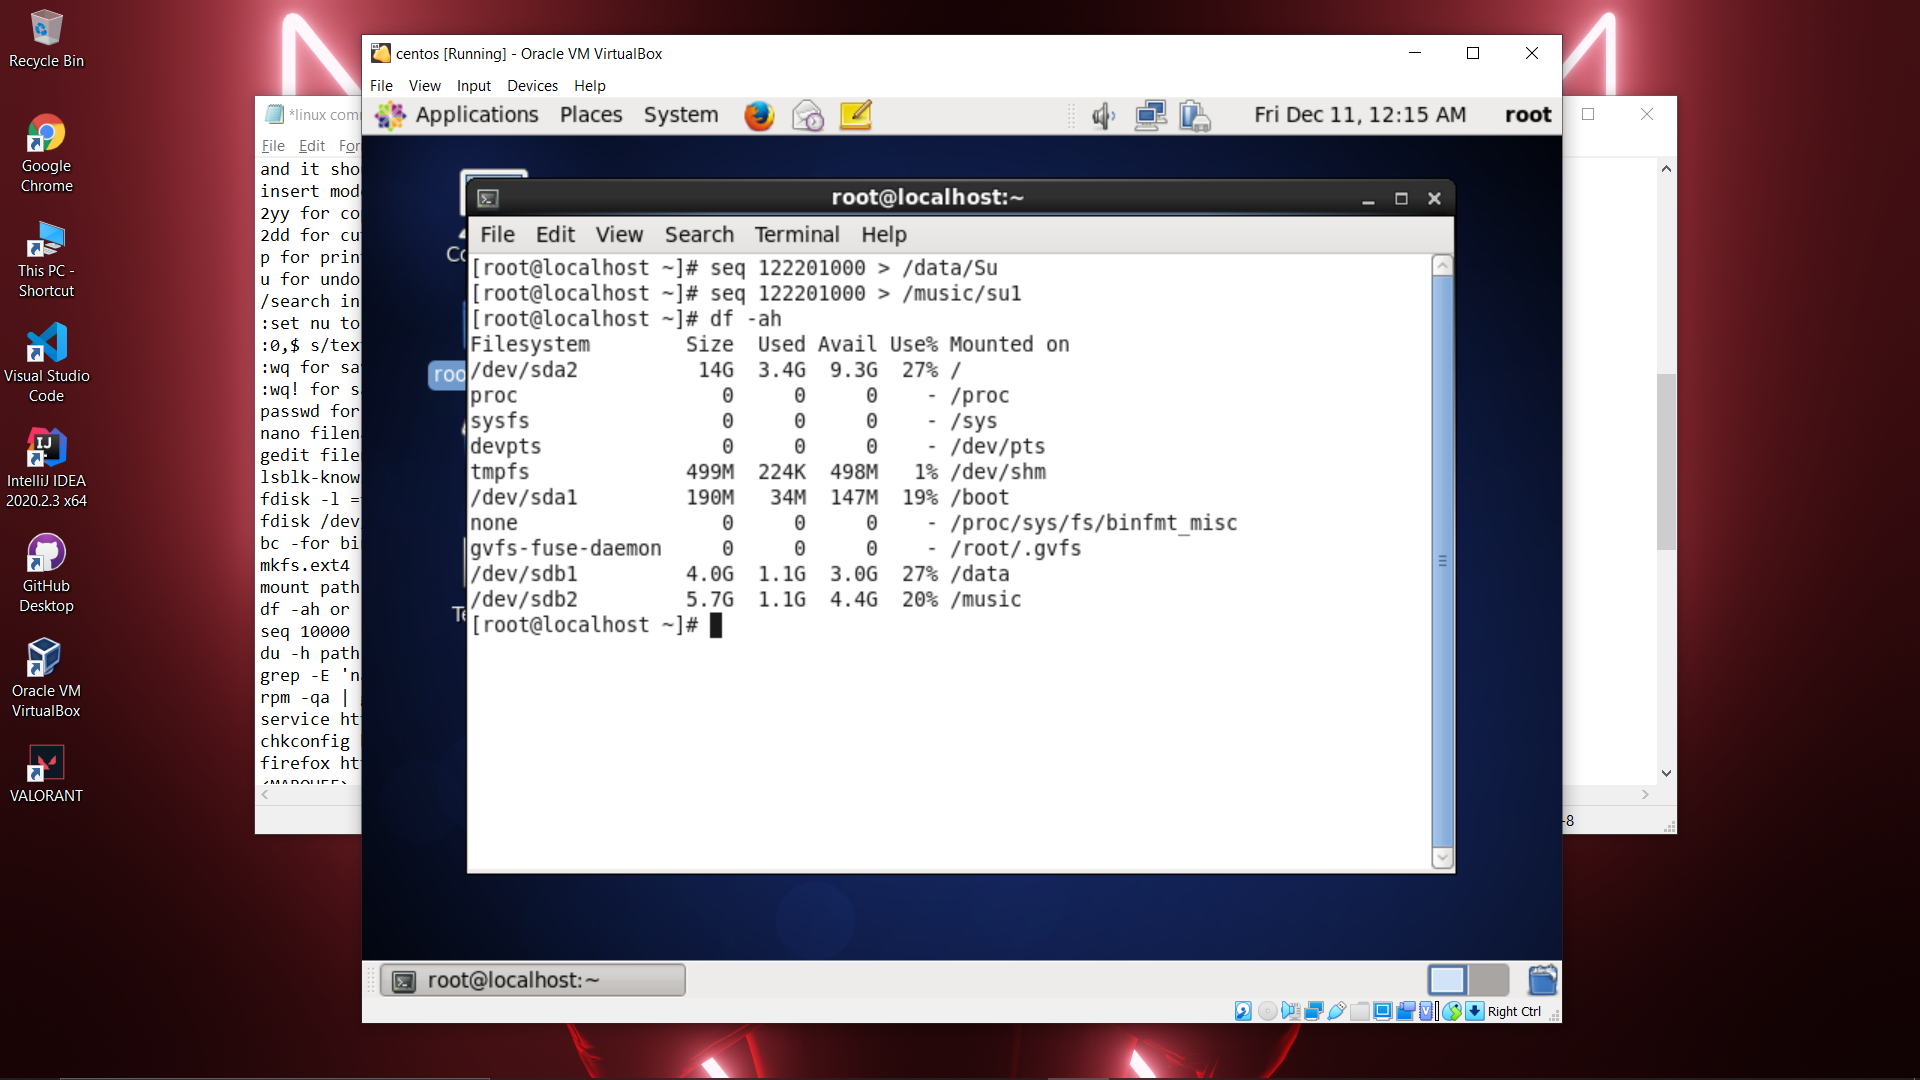 Recycle Bin
Google
Chrome
This PC -
Shortcut
Visual Studio
Code
IntelliJ IDEA
2020.2.3 x64
GitHub
Desktop
Oracle VM
VirtualBox
VALORANT
*linux com
File Edit For
and it sho
insert mod
2yy for co
2dd for cu
p for prin
u for undo
/search in
:set nu to
:0,$ s/tex
:wq for sa
:wq! for s
passwd for
nano filen
gedit file
lsblk-know
fdisk -l =
fdisk /dev
bc -for bi
mkfs.ext4
mount path
df -ah or
seq 10000
du -h path
grep -E 'n
rpm -qa |
service ht
chkconfig
firefox ht
<MARQUEE>
-8
centos [Running] - Oracle VM VirtualBox
File View Input Devices Help
Applications Places System Fri Dec 11, 12:15 AM root
Co
roo
Te
root@localhost:~
File Edit View Search Terminal Help
[root@localhost ~]# seq 122201000 > /data/Su
[root@localhost ~]# seq 122201000 > /music/su1
[root@localhost ~]# df -ah
Filesystem Size Used Avail Use% Mounted on
/dev/sda2 14G 3.4G 9.3G 27% /
proc 0 0 0 - /proc
sysfs 0 0 0 - /sys
devpts 0 0 0 - /dev/pts
tmpfs 499M 224K 498M 1% /dev/shm
/dev/sda1 190M 34M 147M 19% /boot
none 0 0 0 - /proc/sys/fs/binfmt_misc
gvfs-fuse-daemon 0 0 0 - /root/.gvfs
/dev/sdb1 4.0G 1.1G 3.0G 27% /data
/dev/sdb2 5.7G 1.1G 4.4G 20% /music
[root@localhost ~]#
root@localhost:~
Right Ctrl